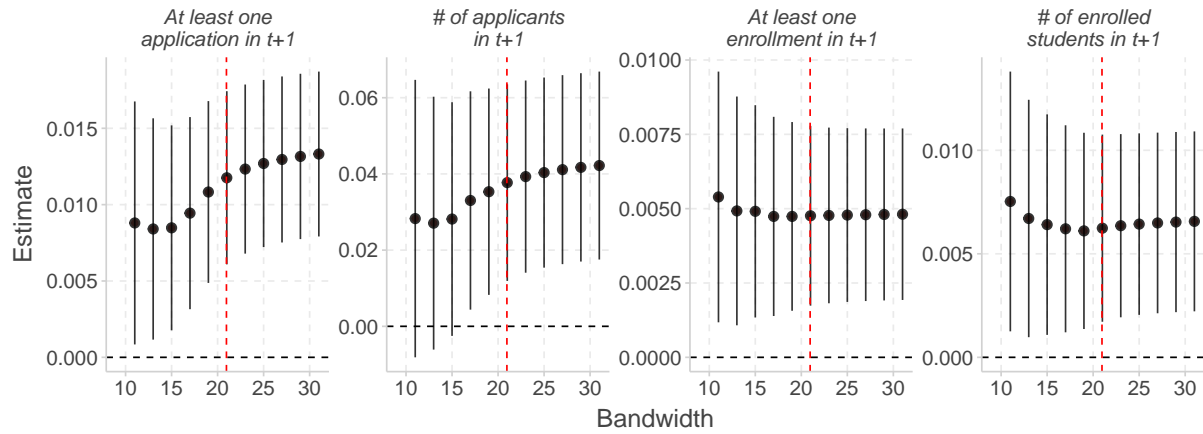 At least one
application in t+1
# of applicants
in t+1
At least one
enrollment in t+1
# of enrolled
students in t+1
Estimate
0.015
0.010
0.005
0.000
0.06
0.04
0.02
0.00
0.0100
0.0075
0.0050
0.0025
0.0000
0.010
0.005
0.000
10 15 20 25 30
10 15 20 25 30
10 15 20 25 30
10 15 20 25 30
Bandwidth